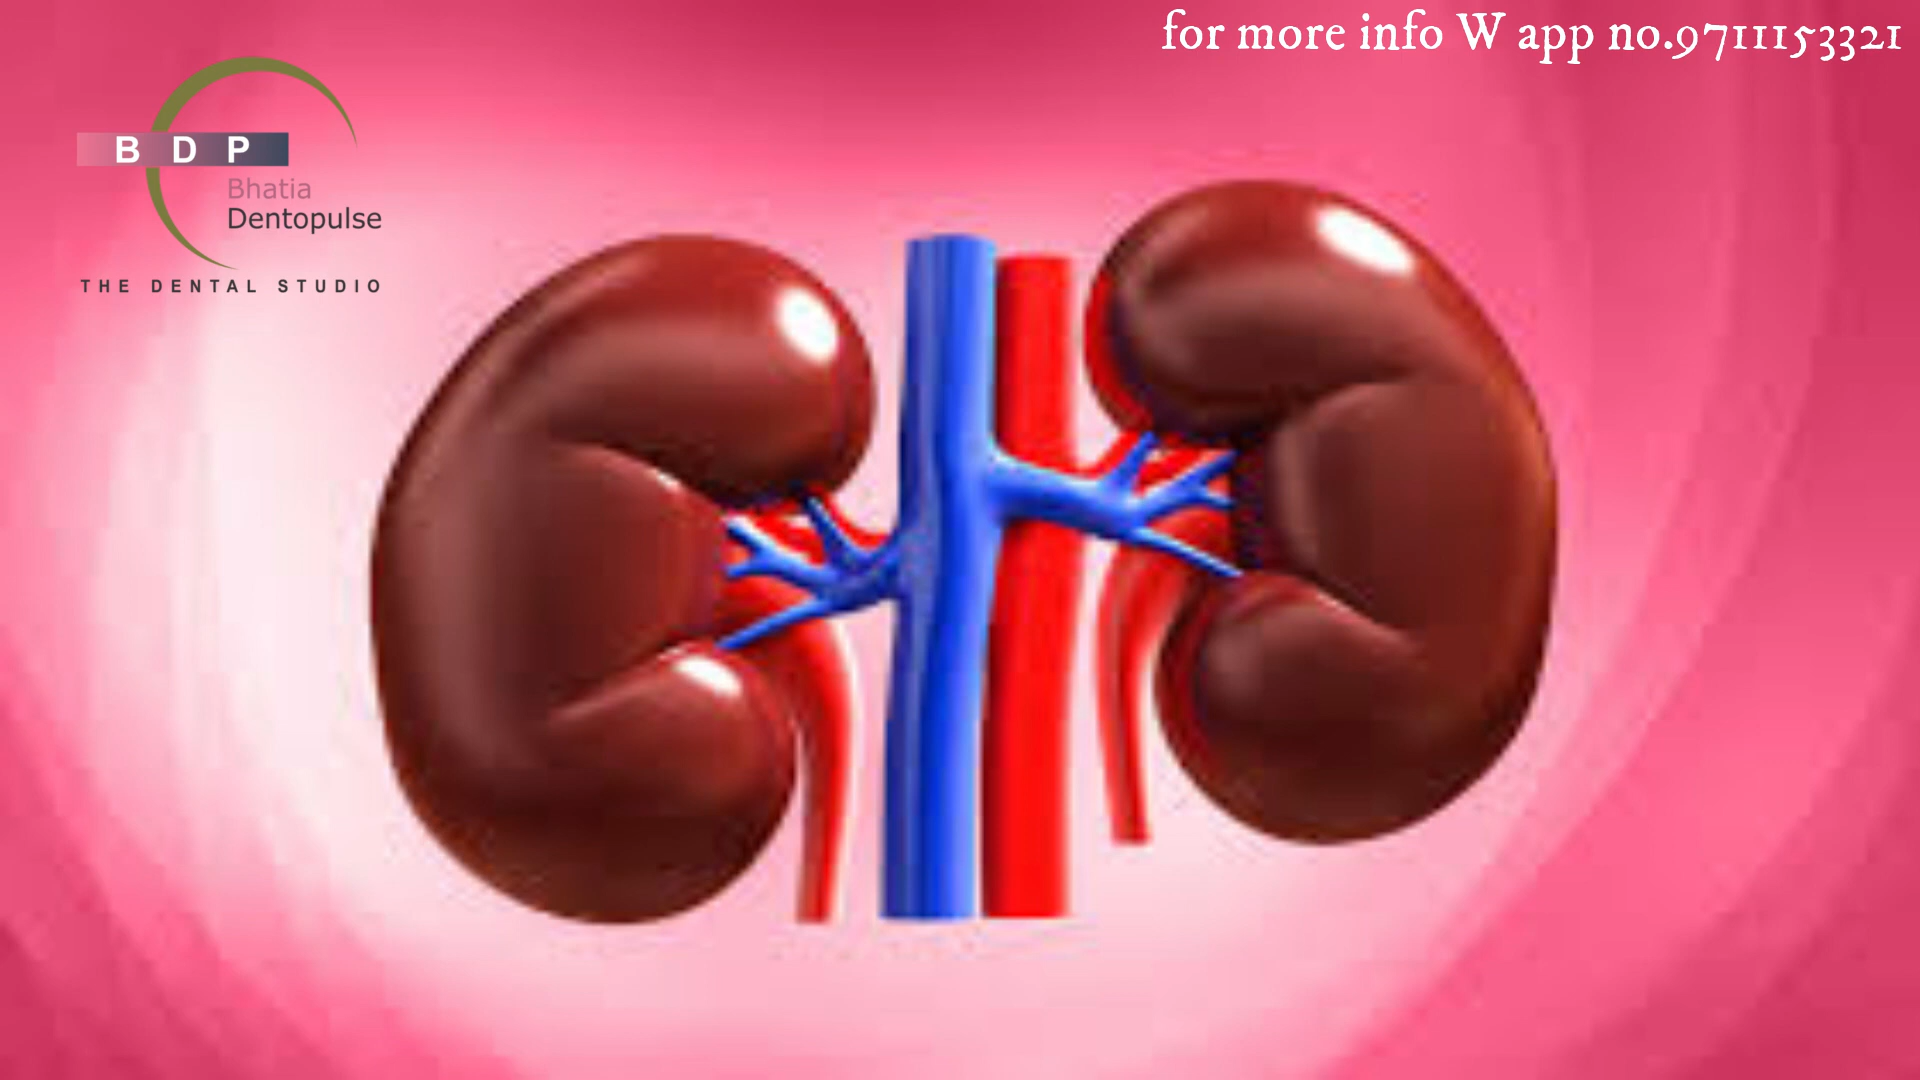 for more info W app no.9711153321
B D P
Bhatia
Dentopulse
THE DENTAL STUDIO